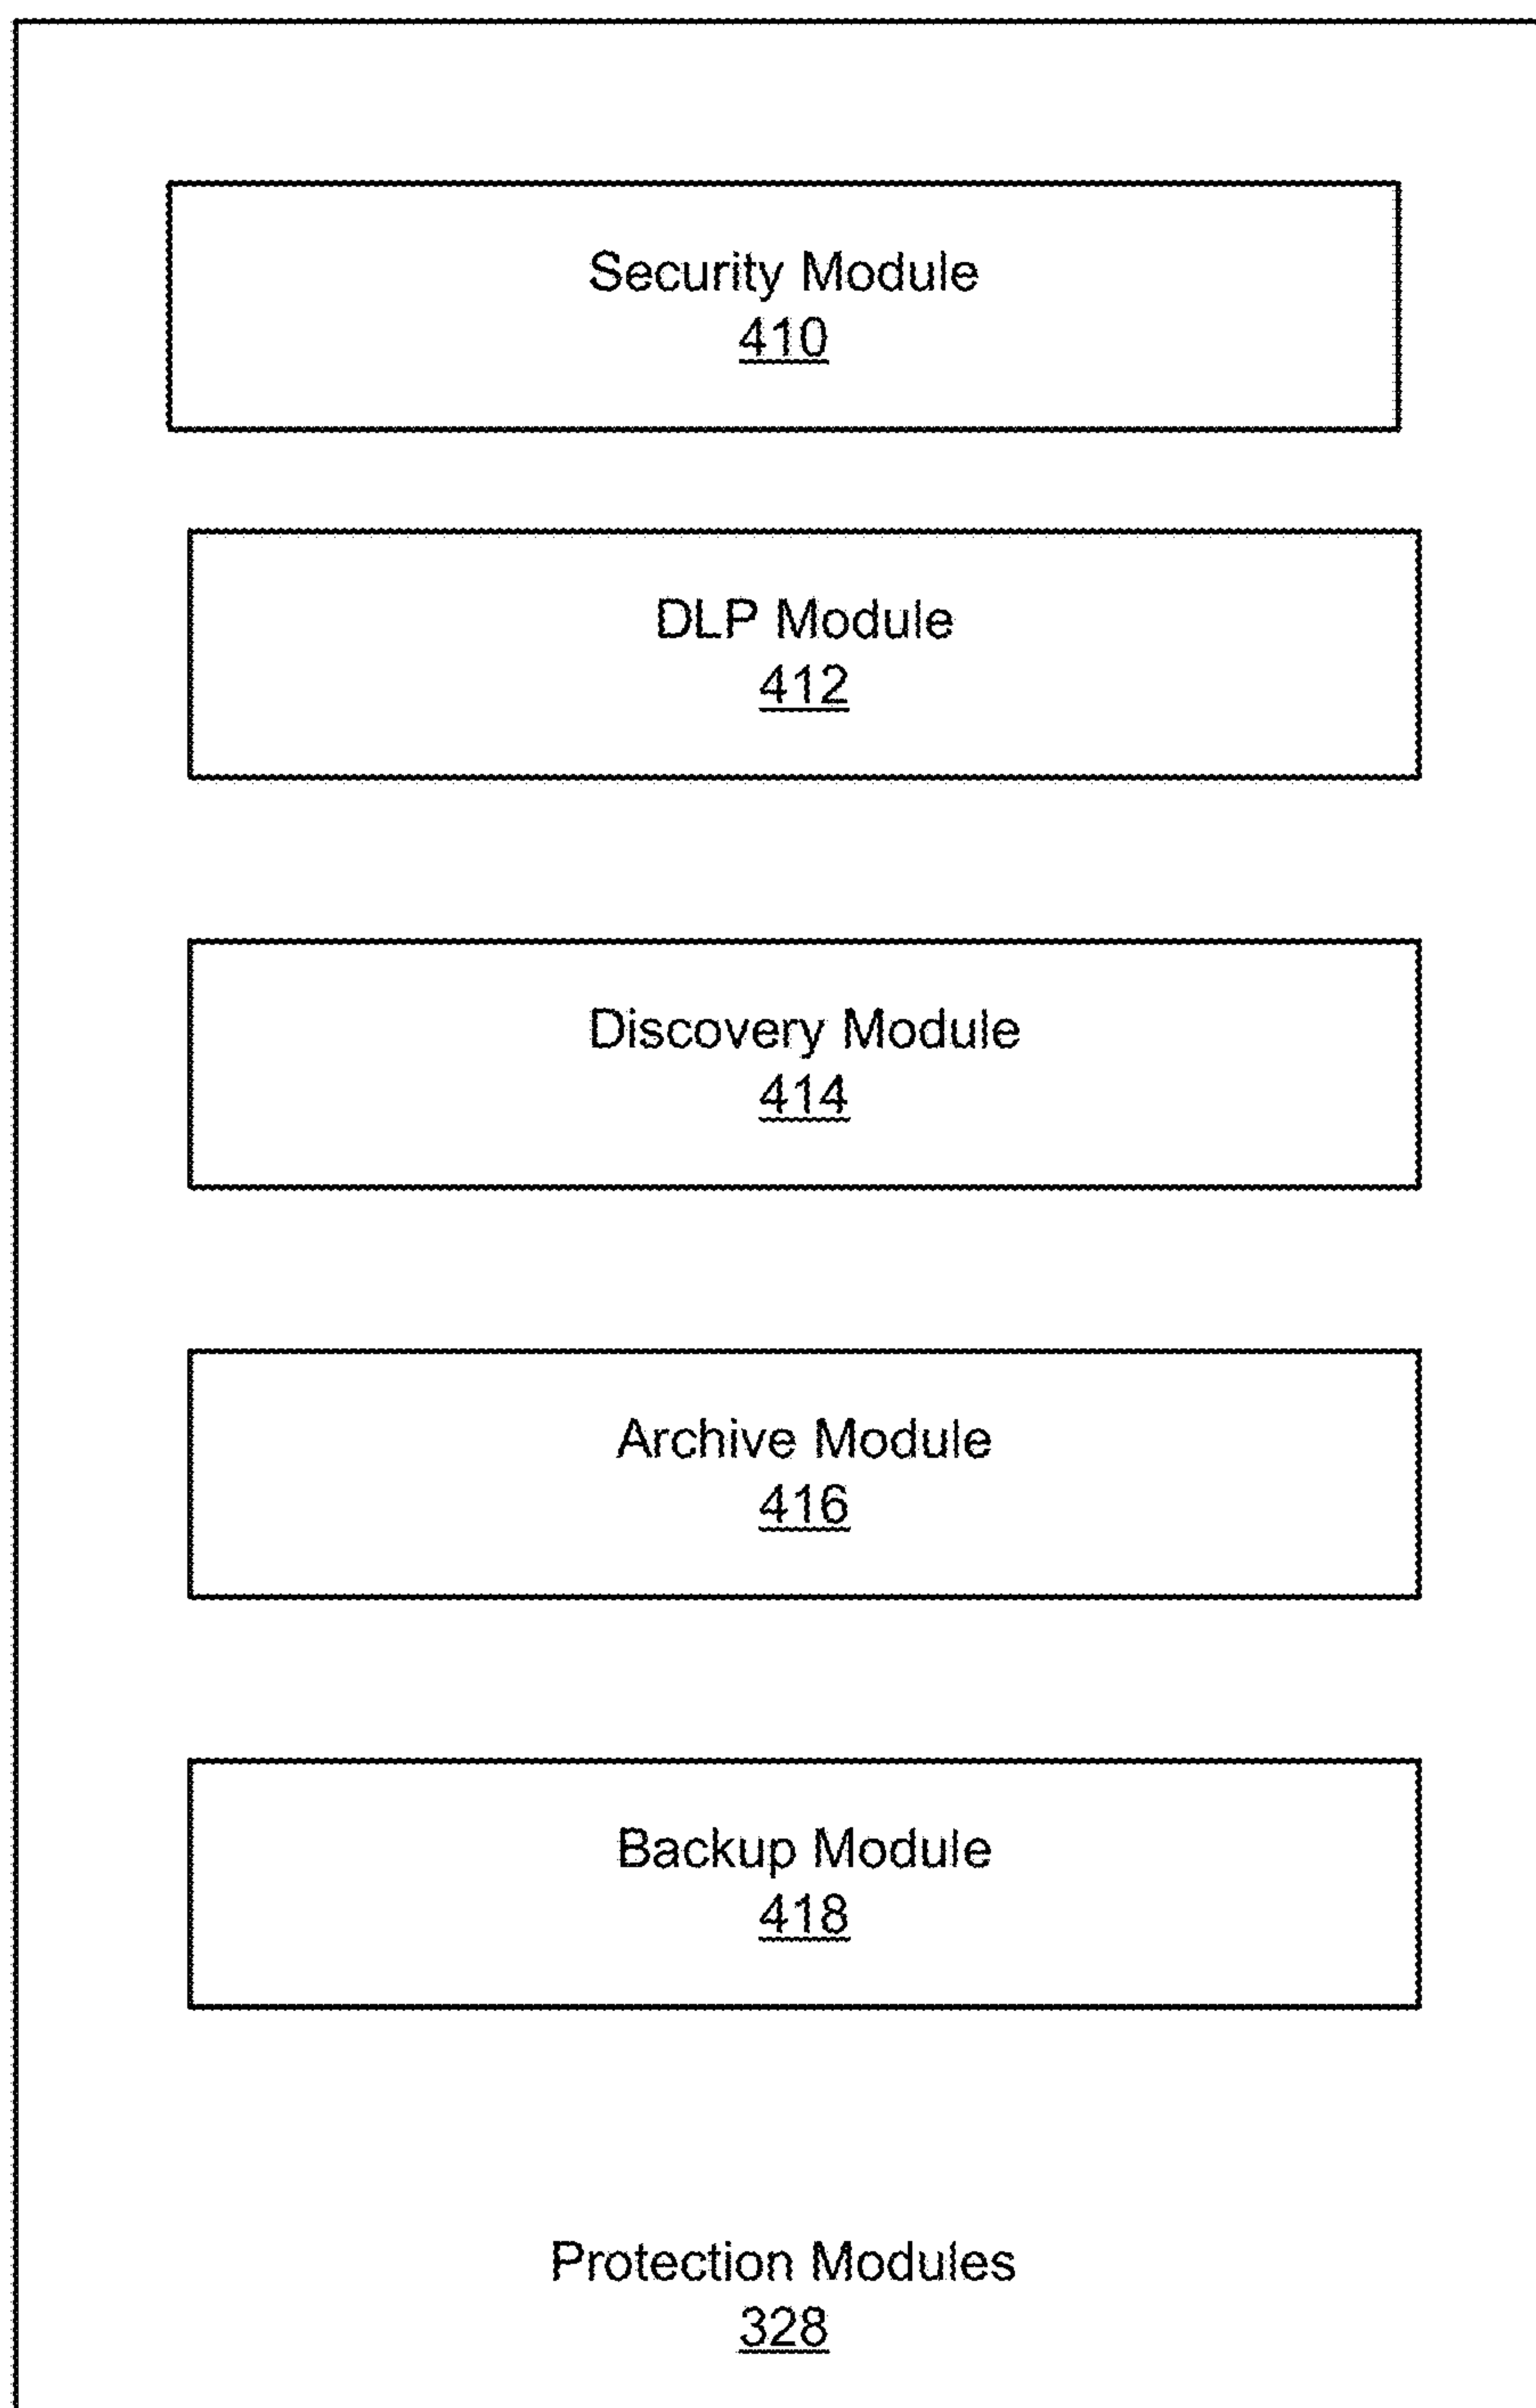 Security Module
410
DLP Module
412
Discovery Module
414
Archive Module
416
Backup Module
418
Protection Modules
328